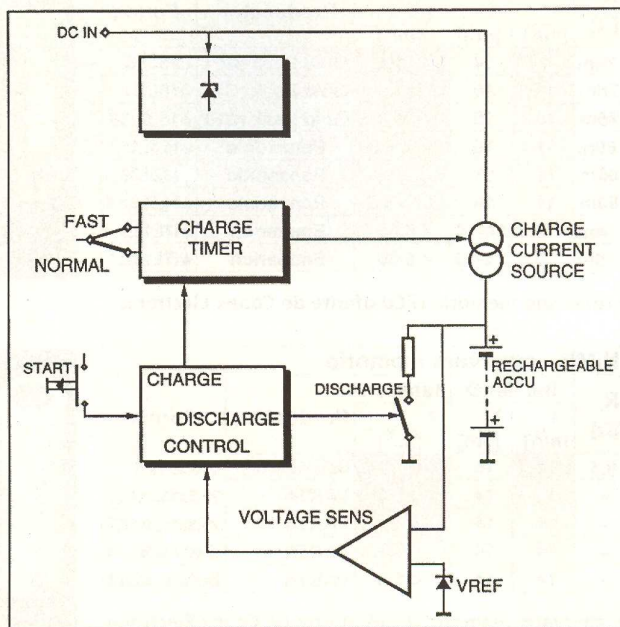 DC IN
FAST
NORMAL
CHARGE
TIMER
CHARGE
CURRENT
SOURCE
START
CHARGE
DISCHARGE
CONTROL
DISCHARGE
+
RECHARGEABLE
ACCU
+
VOLTAGE SENS
VREF